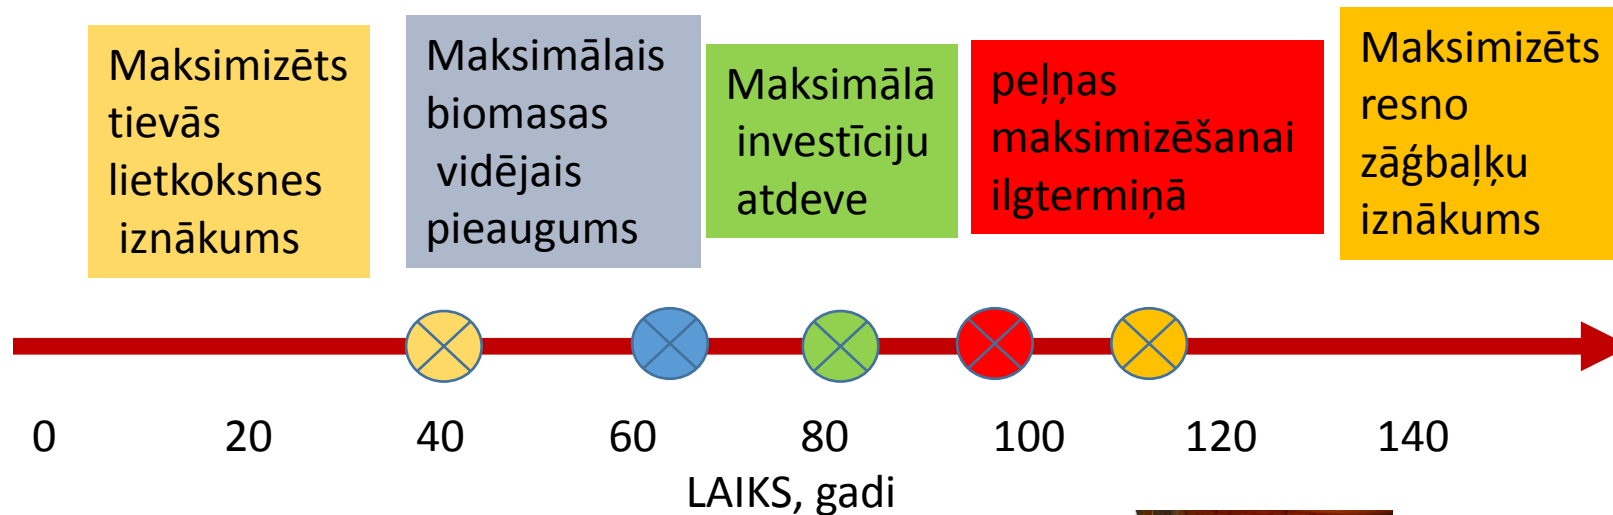 Maksimizēts
tievās
lietkoksnes
iznākums
Maksimālais
biomasas
vidējais
pieaugums
Maksimālā
investīciju
atdeve
peļņas
maksimizēšanai
ilgtermiņā
Maksimizēts
resno
zāģbaļķu
iznākums
0 20 40 60 80 100 120 140
LAIKS, gadi